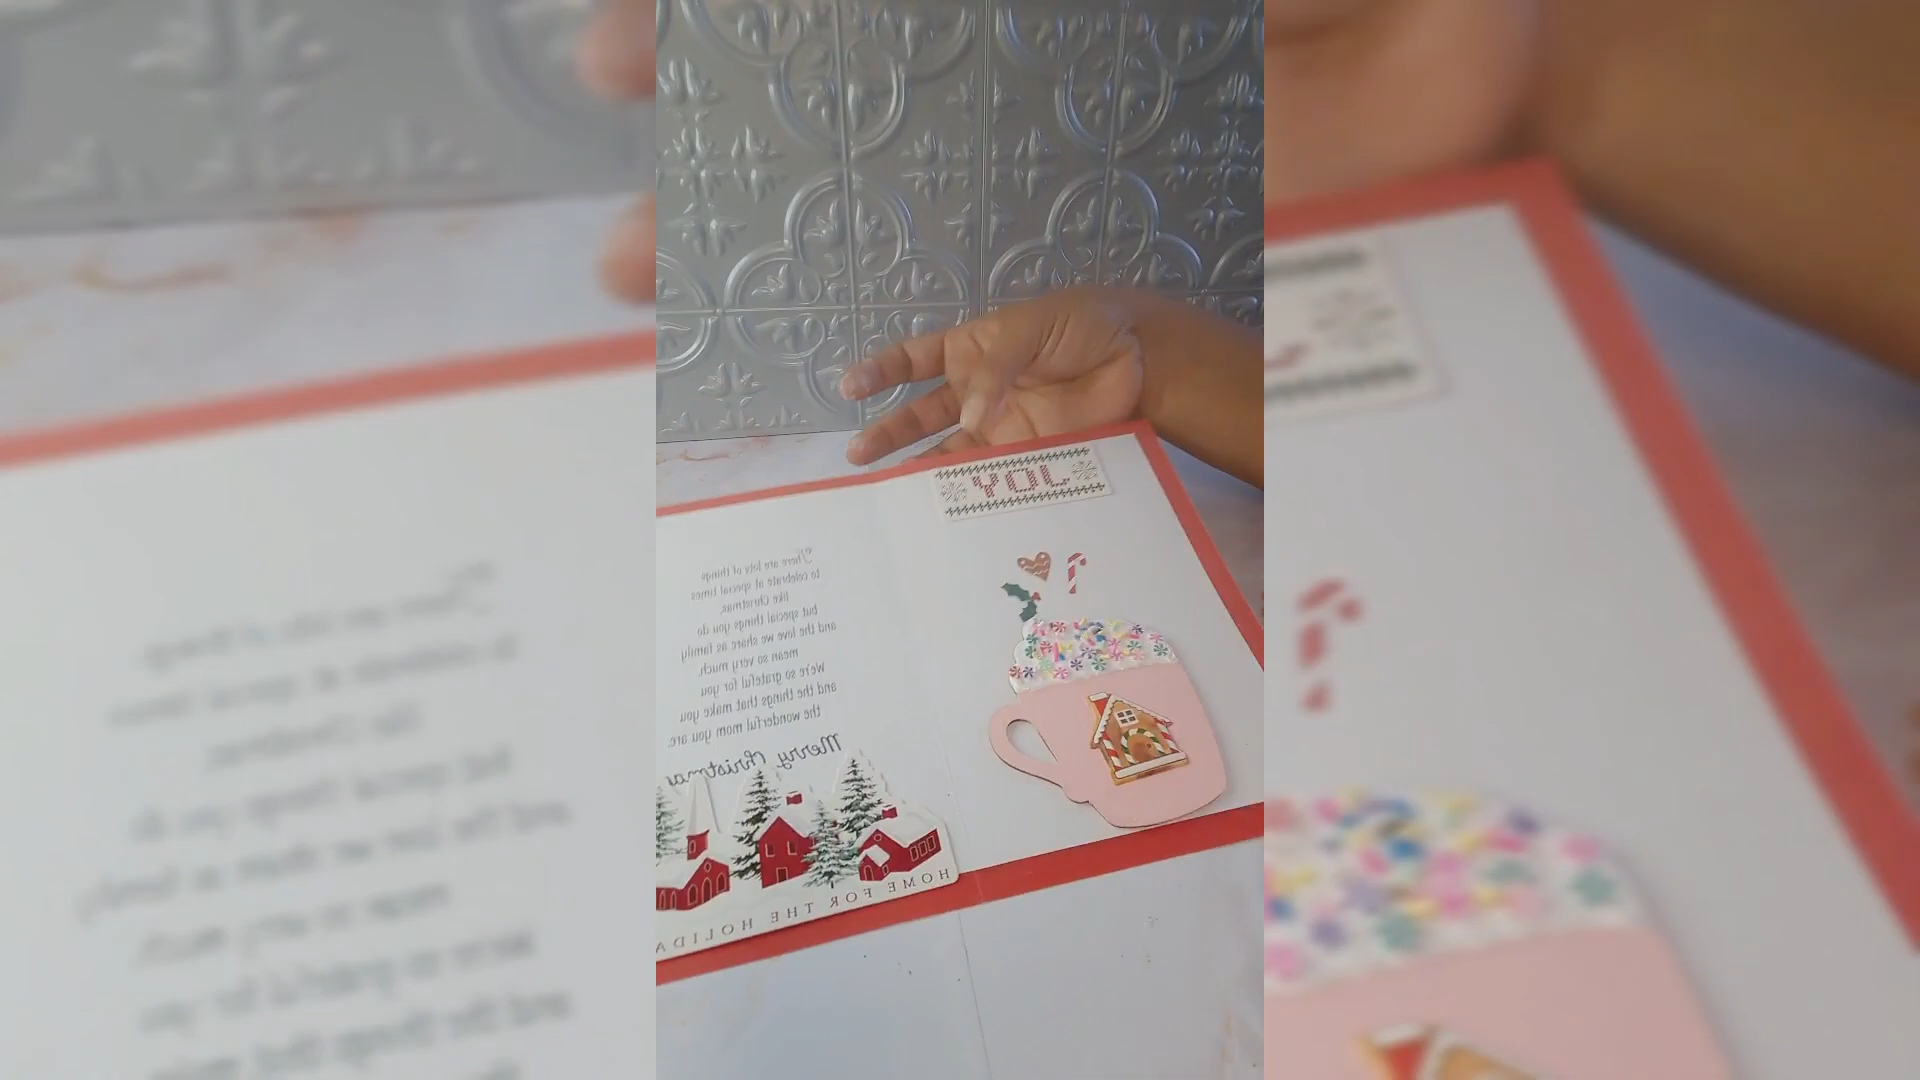 JOY
There are lots of things
to celebrate at special times
like Christmas,
but special things you do
and the love we share as family
mean so very much,
We're so grateful for you
and the things that make you
the wonderful mom you are.
Merry Christmas
HOME FOR THE HOLIDA